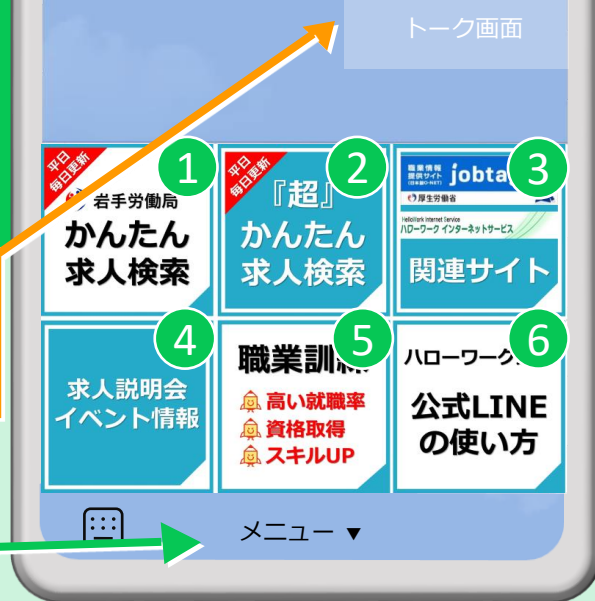 トーク画面
平日
毎日更新
1
岩手労働局
かんたん
求人検索
平日
毎日更新
2
『超』
かんたん
求人検索
職業情報
提供サイト
(日本版O-NET)
jobta
3
厚生労働省
HelloWork Internet Service
ハローワーク インターネットサービス
関連サイト
4
求人説明会
イベント情報
5
職業訓
高い就職率
資格取得
スキルUP
6
ハローワーク
公式LINE
の使い方
メニュー ▼